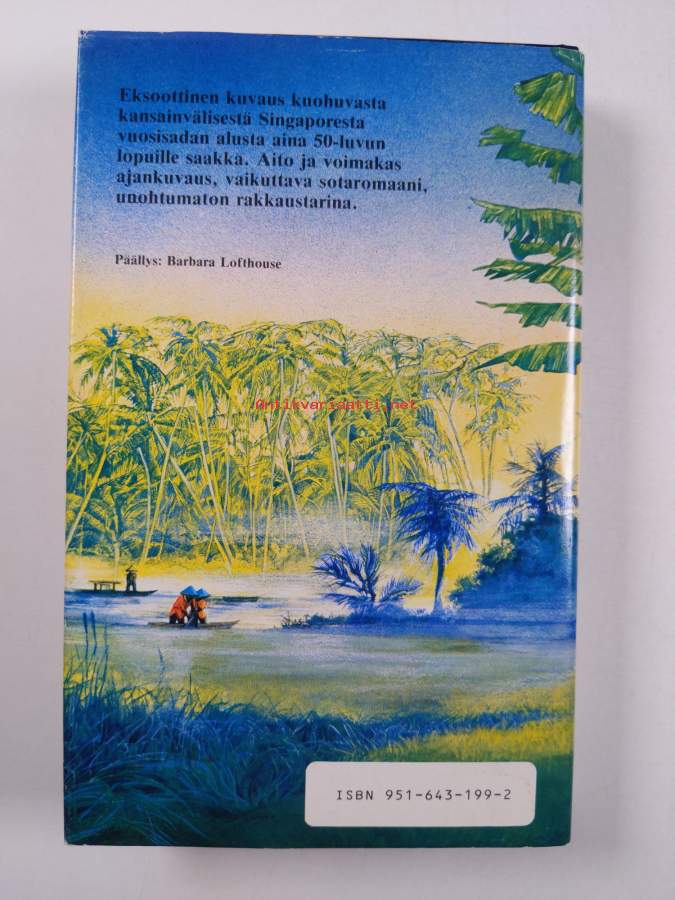 Eksoottinen kuvaus kuohuvasta
kansainvälisestä Singaporesta
vuosisadan alusta aina 50-luvun
lopuille saakka. Aito ja voimakas
ajankuvaus, vaikuttava sotaromaani,
unohtumaton rakkaustarina.
Päällys: Barbara Lofthouse
Antikvariaatti.net
ISBN 951-643-199-2